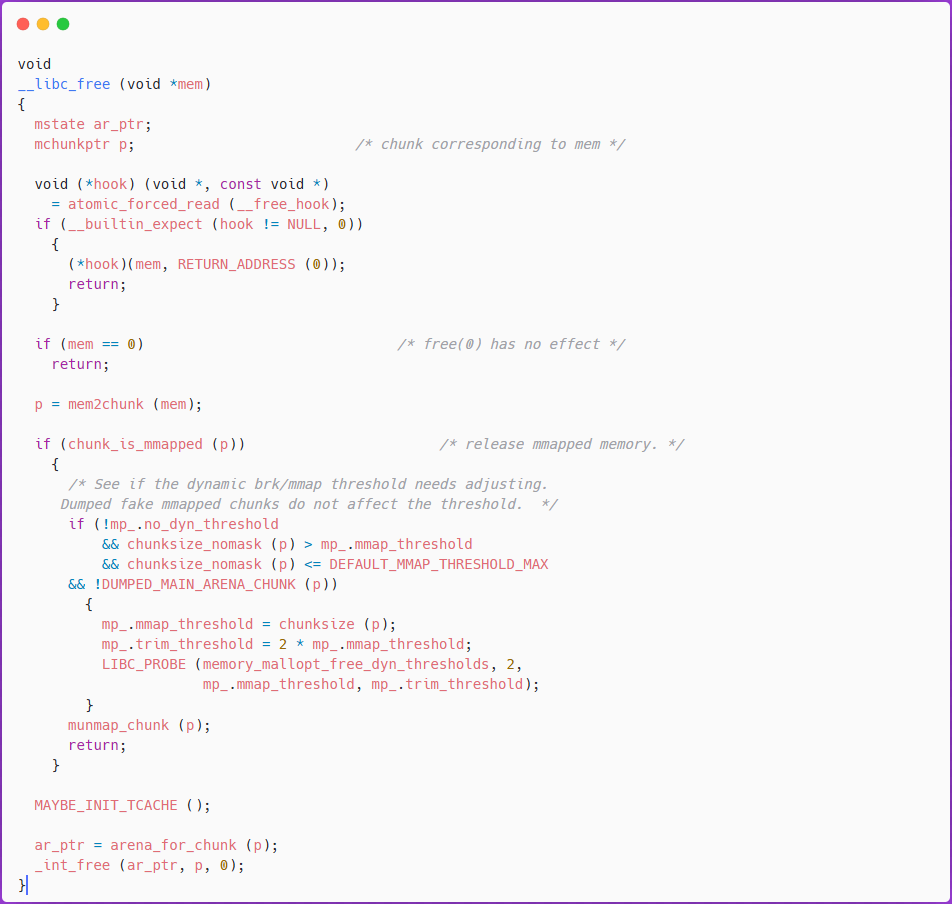 void
__libc_free (void *mem)
{
  mstate ar_ptr;
  mchunkptr p;                          /* chunk corresponding to mem */

  void (*hook) (void *, const void *)
    = atomic_forced_read (__free_hook);
  if (__builtin_expect (hook != NULL, 0))
    {
      (*hook)(mem, RETURN_ADDRESS (0));
      return;
    }

  if (mem == 0)                              /* free(0) has no effect */
    return;

  p = mem2chunk (mem);

  if (chunk_is_mmapped (p))                       /* release mmapped memory. */
    {
      /* See if the dynamic brk/mmap threshold needs adjusting.
     Dumped fake mmapped chunks do not affect the threshold.  */
      if (!mp_.no_dyn_threshold
          && chunksize_nomask (p) > mp_.mmap_threshold
          && chunksize_nomask (p) <= DEFAULT_MMAP_THRESHOLD_MAX
      && !DUMPED_MAIN_ARENA_CHUNK (p))
        {
          mp_.mmap_threshold = chunksize (p);
          mp_.trim_threshold = 2 * mp_.mmap_threshold;
          LIBC_PROBE (memory_mallopt_free_dyn_thresholds, 2,
                      mp_.mmap_threshold, mp_.trim_threshold);
        }
      munmap_chunk (p);
      return;
    }

  MAYBE_INIT_TCACHE ();

  ar_ptr = arena_for_chunk (p);
  _int_free (ar_ptr, p, 0);
}